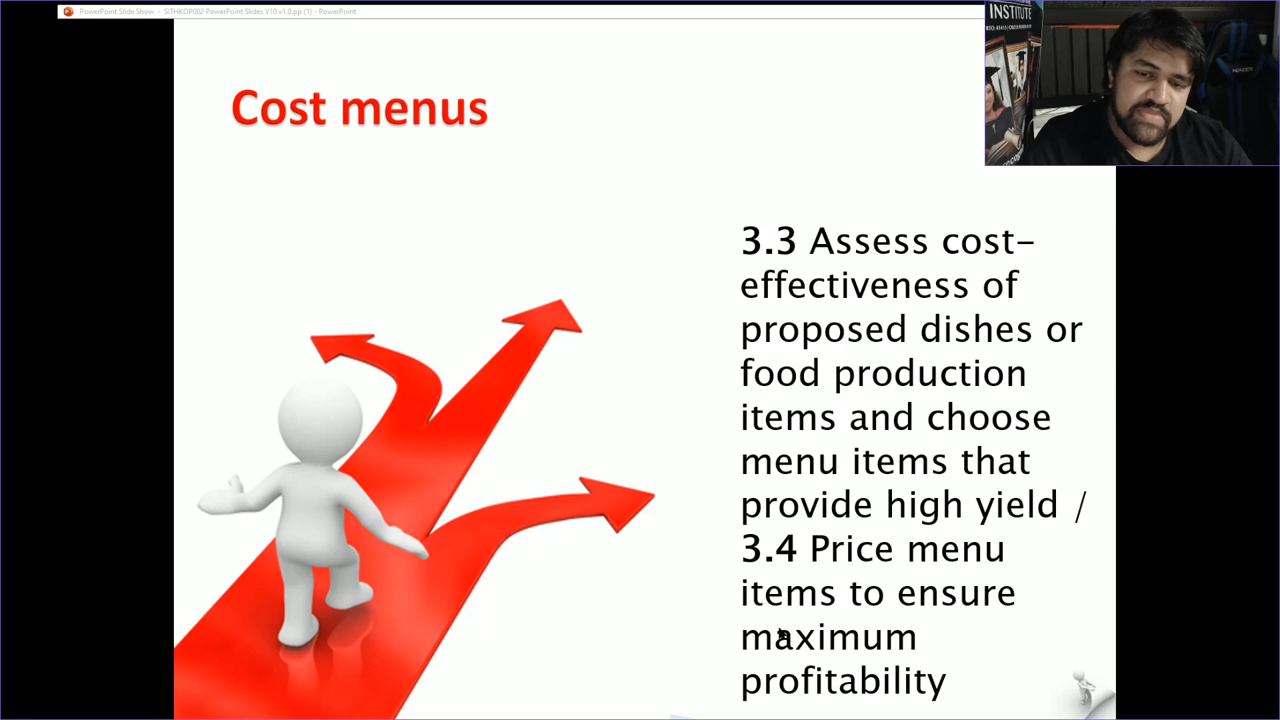 PowerPoint Slide Show - SITHKOP002 PowerPoint Slides V10.v1.0.pp (1) - PowerPoint
INSTITUTE
Cost menus
3.3 Assess cost-
effectiveness of
proposed dishes or
food production
items and choose
menu items that
provide high yield /
3.4 Price menu
items to ensure
maximum
profitability